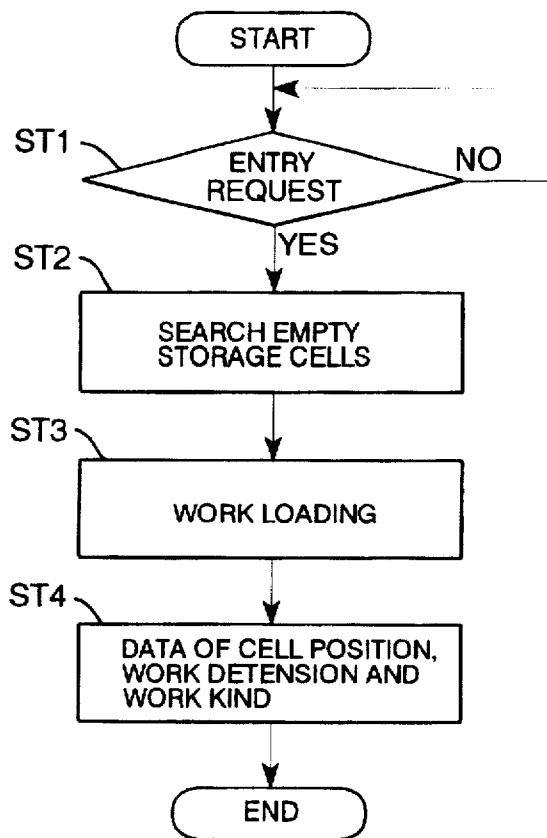 START
ST1
ENTRY
REQUEST
NO
YES
ST2
SEARCH EMPTY
STORAGE CELLS
ST3
WORK LOADING
ST4
DATA OF CELL POSITION,
WORK DETENSION AND
WORK KIND
END